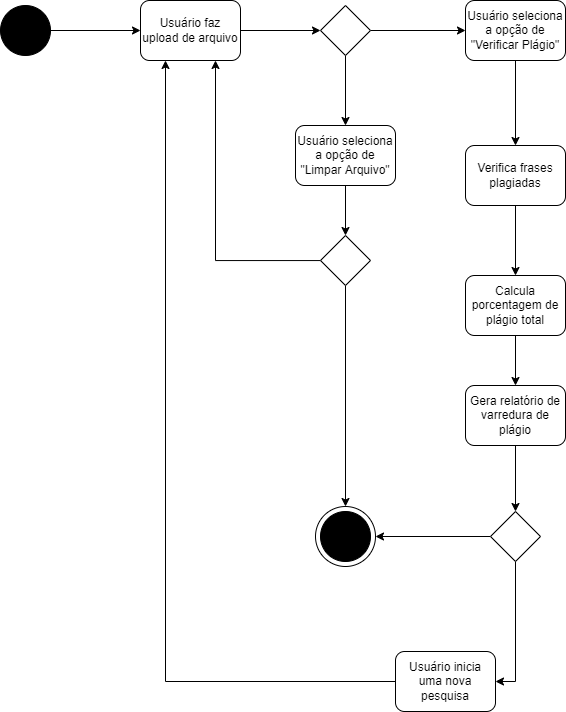 Usuário faz
upload de arquivo
Usuário seleciona
a opção de
"Verificar Plágio"
Usuário seleciona
a opção de
"Limpar Arquivo"
Verifica frases
plagiadas
Calcula
porcentagem de
plágio total
Gera relatório de
varredura de
plágio
Usuário inicia
uma nova
pesquisa